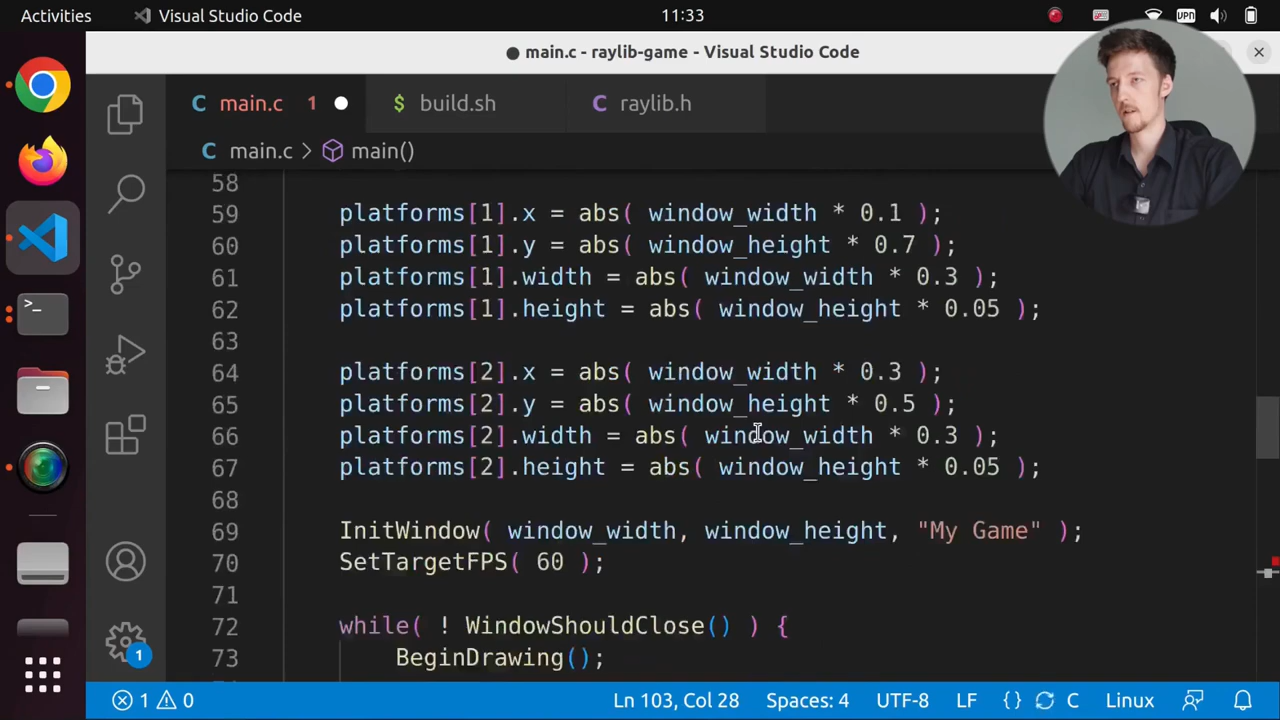 Activities
Visual Studio Code
11:33
VPN
main.c - raylib-game - Visual Studio Code
C main.c 1
$ build.sh
C raylib.h
C main.c > main()
58
59 platforms[1].x = abs( window_width * 0.1 );
60 platforms[1].y = abs( window_height * 0.7 );
61 platforms[1].width = abs( window_width * 0.3 );
62 platforms[1].height = abs( window_height * 0.05 );
63
64 platforms[2].x = abs( window_width * 0.3 );
65 platforms[2].y = abs( window_height * 0.5 );
66 platforms[2].width = abs( window_width * 0.3 );
67 platforms[2].height = abs( window_height * 0.05 );
68
69 InitWindow( window_width, window_height, "My Game" );
70 SetTargetFPS( 60 );
71
72 while( ! WindowShouldClose() ) {
73 BeginDrawing();
1
1 0
Ln 103, Col 28
Spaces: 4
UTF-8
LF
{} C
Linux